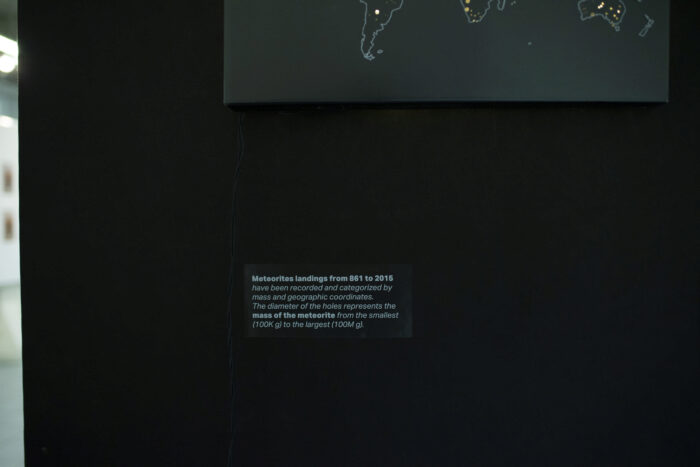 Meteorites landings from 861 to 2015
have been recorded and categorized by
mass and geographic coordinates.
The diameter of the holes represents the
mass of the meteorite from the smallest
(100K g) to the largest (100M g).